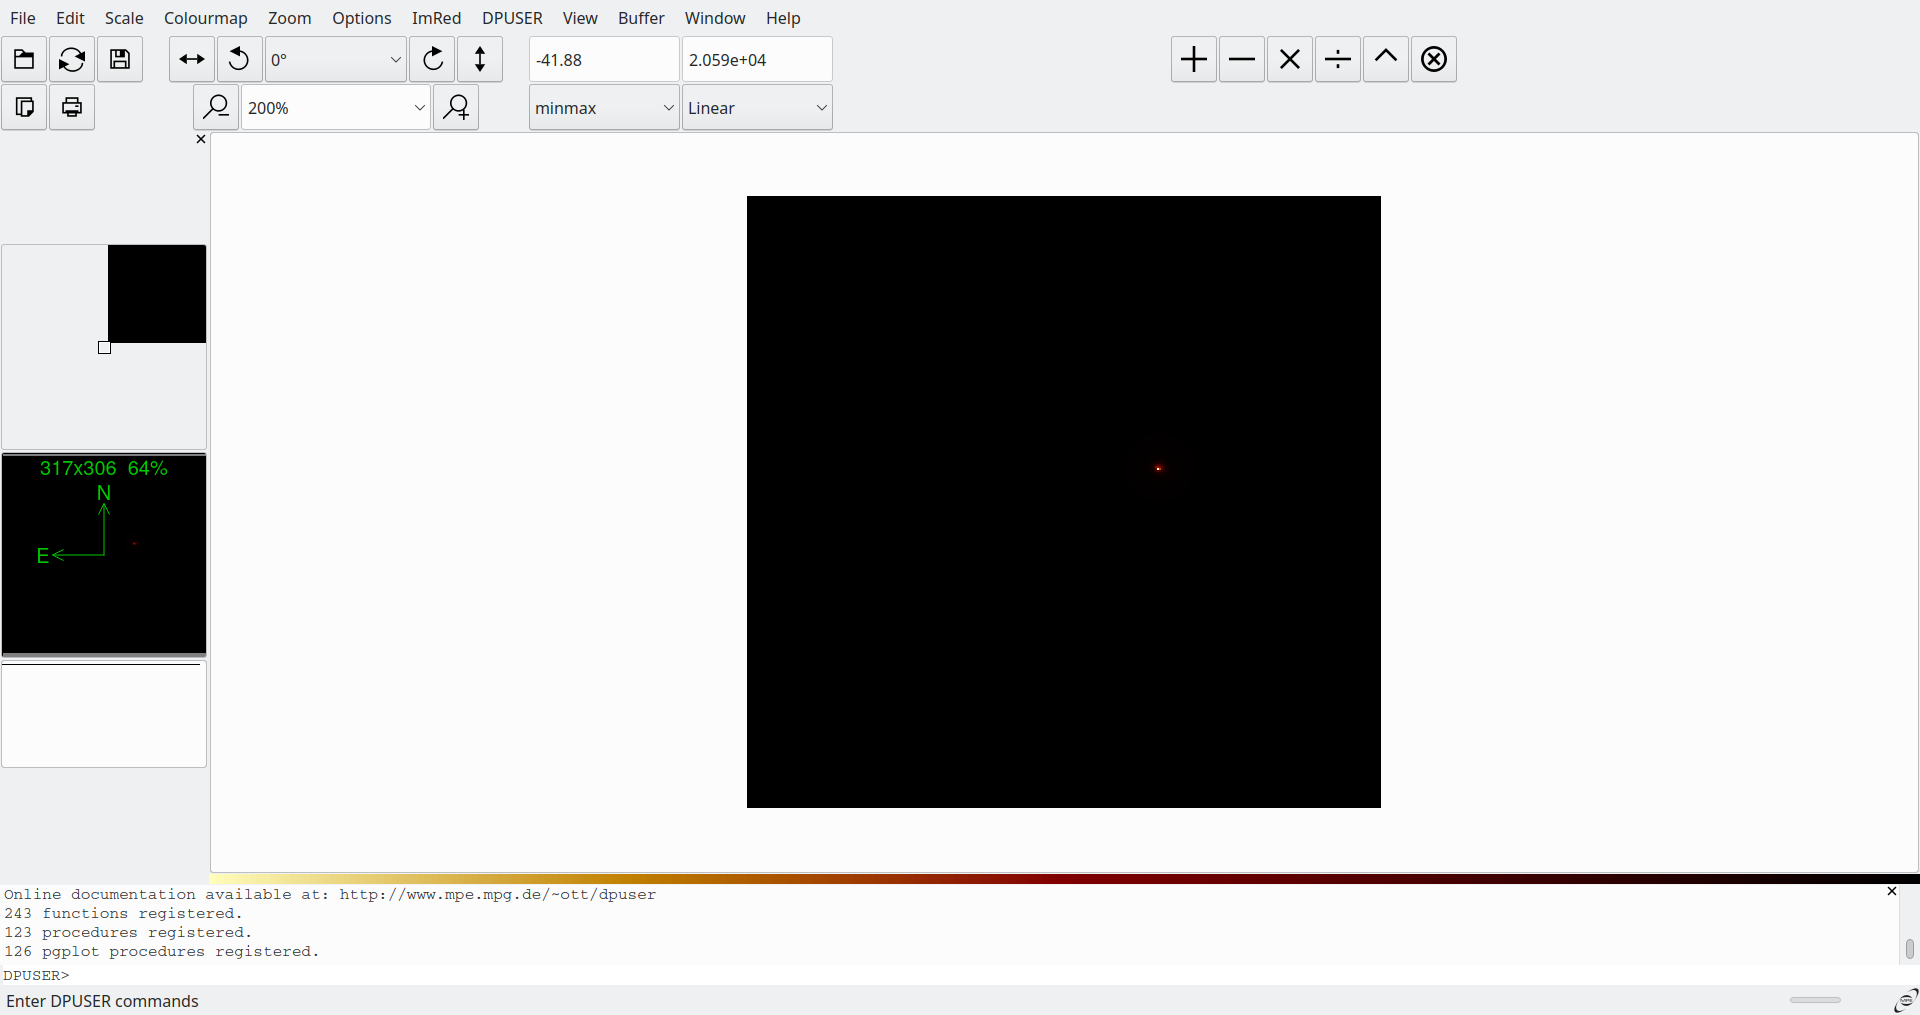 File Edit Scale Colourmap Zoom Options ImRed DPUSER View Buffer Window Help
0° -41.88 2.059e+04
200% minmax Linear
317x306 64%
N
E
Online documentation available at: http://www.mpe.mpg.de/~ott/dpuser
243 functions registered.
123 procedures registered.
126 pgplot procedures registered.
DPUSER>
Enter DPUSER commands